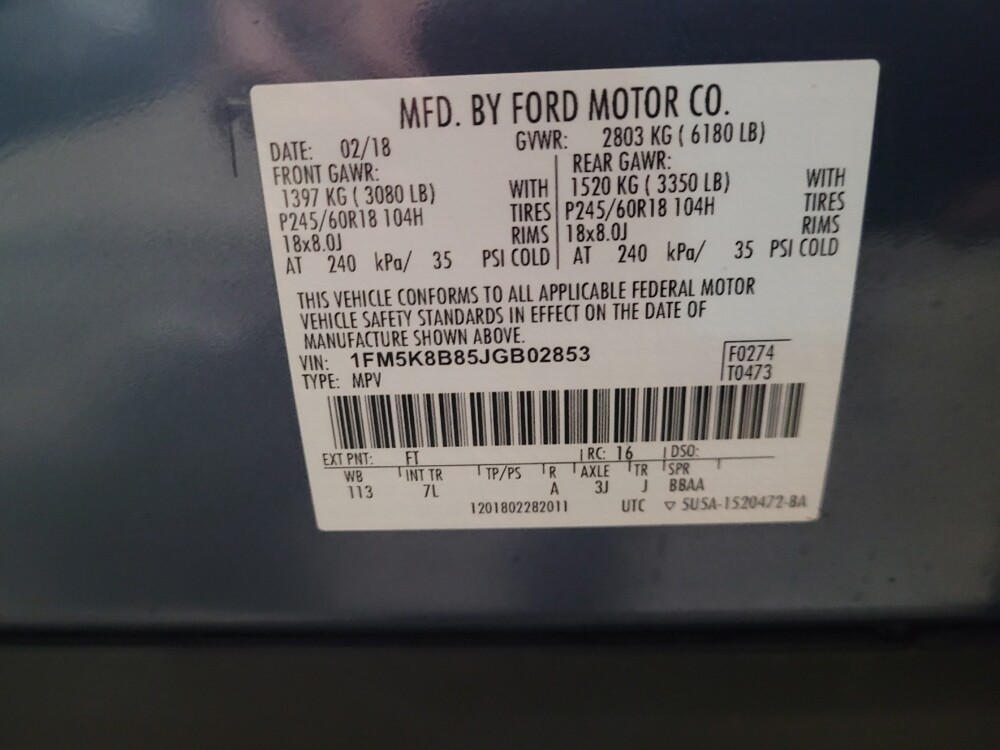 MFD. BY FORD MOTOR CO.
DATE: 02/18 GVWR: 2803 KG ( 6180 LB)
FRONT GAWR: REAR GAWR:
1397 KG ( 3080 LB) WITH 1520 KG ( 3350 LB) WITH
P245/60R18 104H TIRES P245/60R18 104H TIRES
18x8.0J RIMS 18x8.0J RIMS
AT 240 kPa/ 35 PSI COLD AT 240 kPa/ 35 PSI COLD
THIS VEHICLE CONFORMS TO ALL APPLICABLE FEDERAL MOTOR
VEHICLE SAFETY STANDARDS IN EFFECT ON THE DATE OF
MANUFACTURE SHOWN ABOVE.
VIN: 1FM5K8B85JGB02853 F0274
TYPE: MPV T0473
EXT PNT: FT RC: 16 DSO:
WB INT TR TP/PS R AXLE TR SPR
113 7L A 3J J BBAA
1201802282011 UTC ▽ 5U5A-1520472-BA